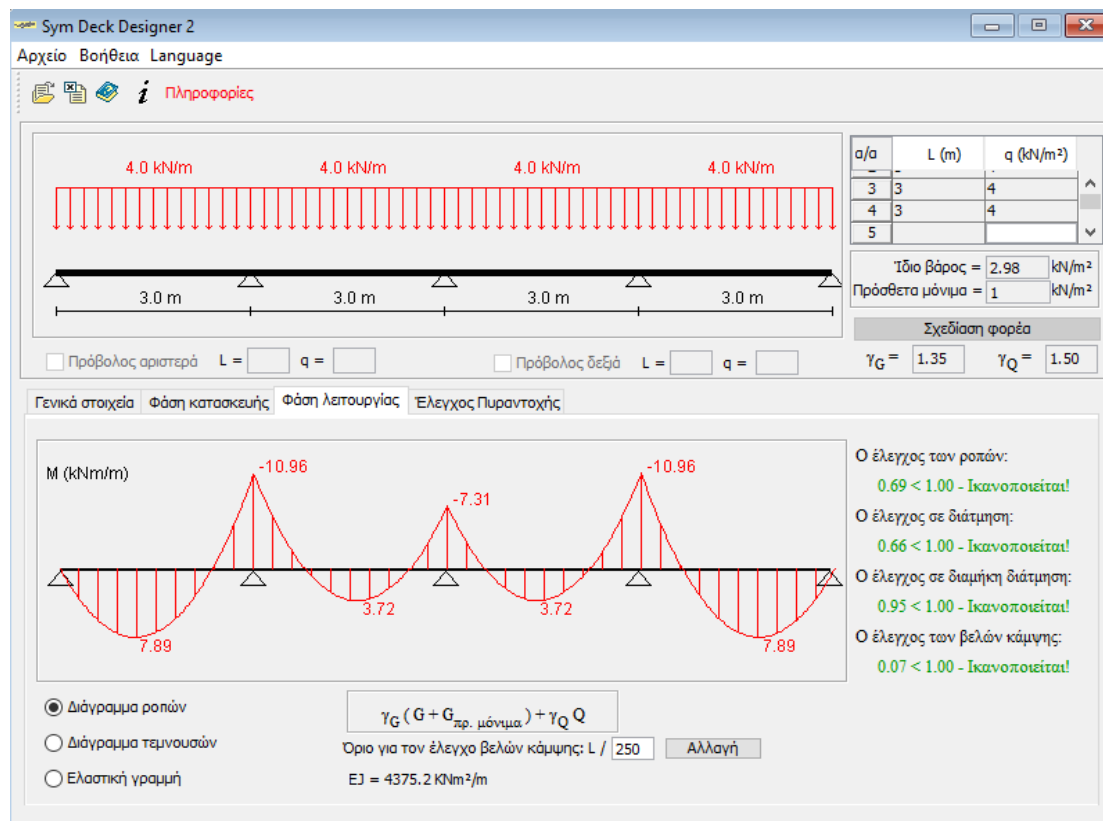 Sym Deck Designer 2
Αρχείο Βοήθεια Language
i Πληροφορίες
4.0 kN/m 4.0 kN/m 4.0 kN/m 4.0 kN/m
3.0 m 3.0 m 3.0 m 3.0 m
α/α L (m) q (kN/m²)
3 3 4
4 3 4
5
Ίδιο βάρος = 2.98 kN/m²
Πρόσθετα μόνιμα = 1 kN/m²
Σχεδίαση φορέα
Πρόβολος αριστερά L = q = Πρόβολος δεξιά L = q = γG = 1.35 γQ = 1.50
Γενικά στοιχεία Φάση κατασκευής Φάση λειτουργίας Έλεγχος Πυραντοχής
M (kNm/m)
-10.96 -7.31 -10.96
7.89 3.72 3.72 7.89
Ο έλεγχος των ροπών:
0.69 < 1.00 - Ικανοποιείται!
Ο έλεγχος σε διάτμηση:
0.66 < 1.00 - Ικανοποιείται!
Ο έλεγχος σε διαμήκη διάτμηση:
0.95 < 1.00 - Ικανοποιείται!
Ο έλεγχος των βελών κάμψης:
0.07 < 1.00 - Ικανοποιείται!
Διάγραμμα ροπών
Διάγραμμα τεμνουσών
Ελαστική γραμμή
γG ( G + Gπρ. μόνιμα ) + γQ Q
Όριο για τον έλεγχο βελών κάμψης: L / 250 Αλλαγή
EJ = 4375.2 KNm²/m